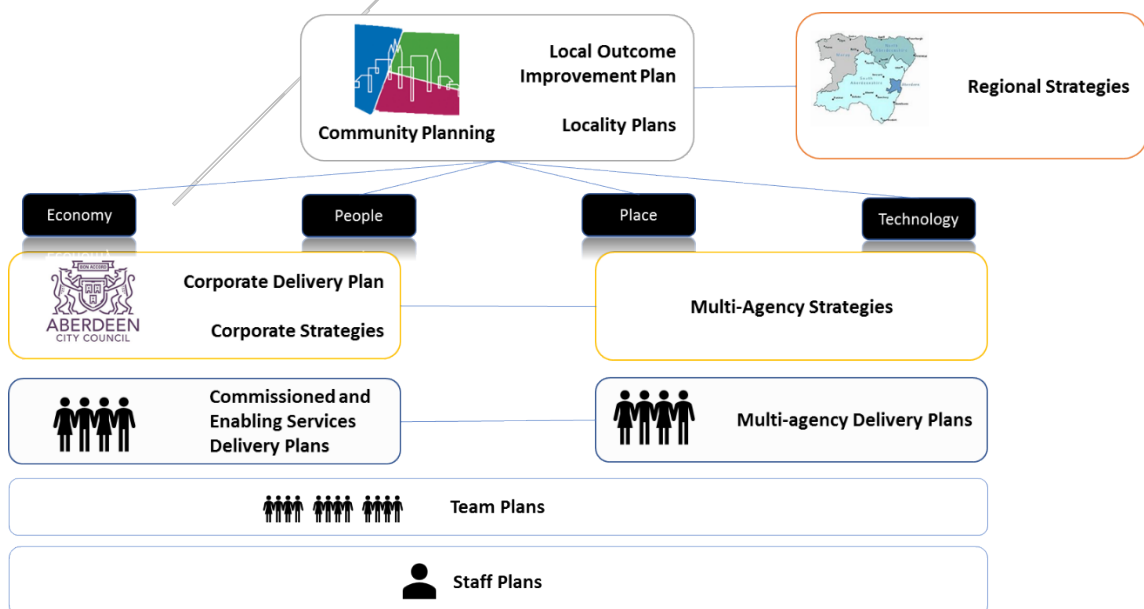 Local Outcome
Improvement Plan
Community Planning
Locality Plans
Regional Strategies
Economy
People
Place
Technology
BON ACCORD
ABERDEEN
CITY COUNCIL
Corporate Delivery Plan
Corporate Strategies
Multi-Agency Strategies
Commissioned and
Enabling Services
Delivery Plans
Multi-agency Delivery Plans
Team Plans
Staff Plans